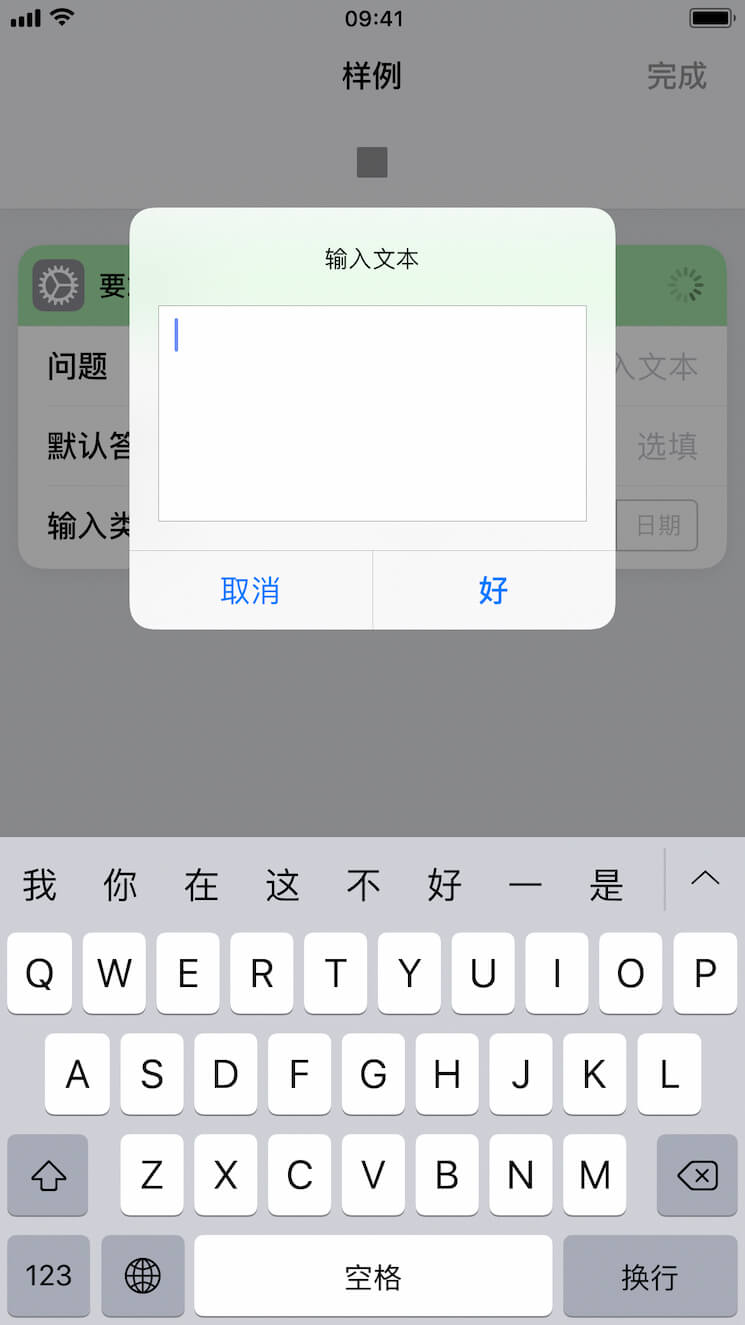 09:41
样例
完成
输入文本
要
问题
入文本
默认答
选填
输入类
日期
取消
好
我 你 在 这 不 好 一 是
Q W E R T Y U I O P
A S D F G H J K L
Z X C V B N M
123
空格
换行